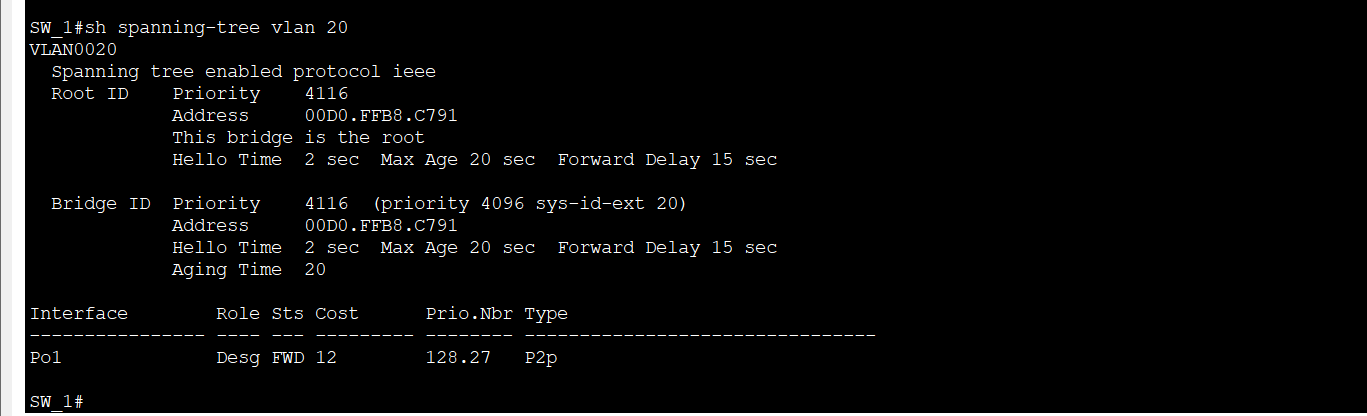 SW_1#sh spanning-tree vlan 20
VLAN0020
  Spanning tree enabled protocol ieee
  Root ID    Priority    4116
             Address     00D0.FFB8.C791
             This bridge is the root
             Hello Time  2 sec  Max Age 20 sec  Forward Delay 15 sec

  Bridge ID  Priority    4116  (priority 4096 sys-id-ext 20)
             Address     00D0.FFB8.C791
             Hello Time  2 sec  Max Age 20 sec  Forward Delay 15 sec
             Aging Time  20

Interface        Role Sts Cost      Prio.Nbr Type
---------------- ---- --- --------- -------- --------------------------------
Po1              Desg FWD 12        128.27   P2p

SW_1#